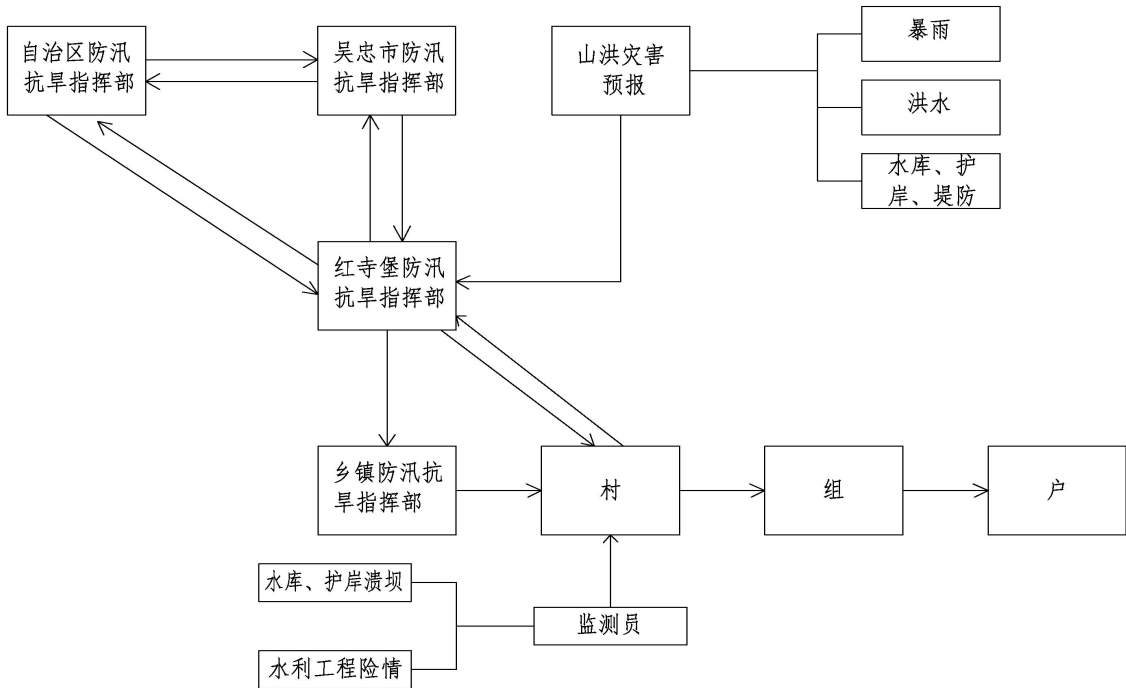 自治区防汛
抗旱指挥部
吴忠市防汛
抗旱指挥部
山洪灾害
预报
暴雨
洪水
水库、护
岸、堤防
红寺堡防汛
抗旱指挥部
乡镇防汛抗
旱指挥部
村
组
户
水库、护岸溃坝
监测员
水利工程险情